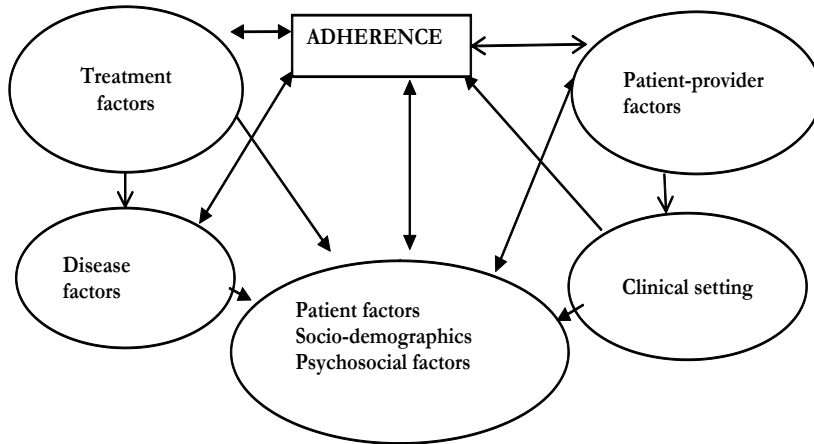 ADHERENCE
Treatment
factors
Patient-provider
factors
Disease
factors
Patient factors
Socio-demographics
Psychosocial factors
Clinical setting